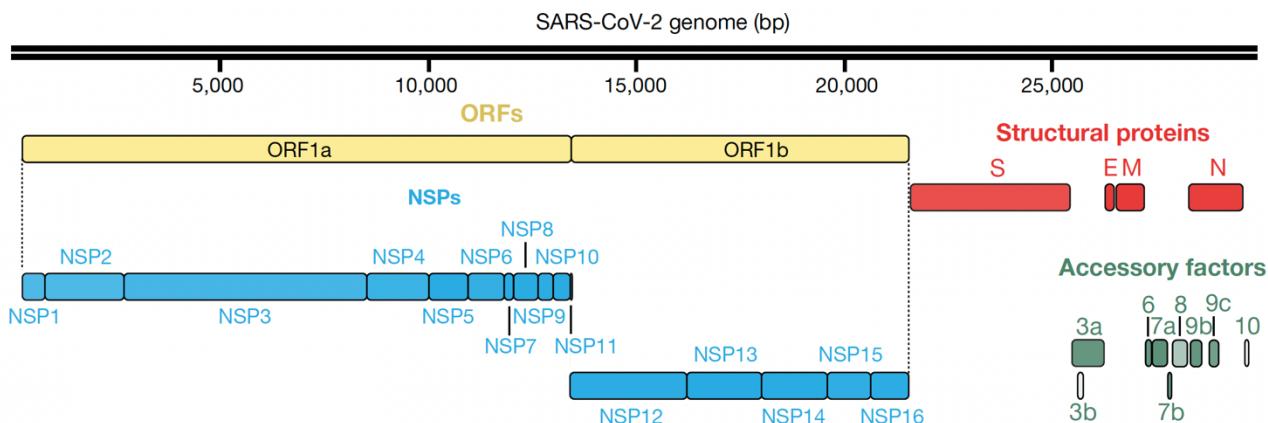 SARS-CoV-2 genome (bp)
5,000 10,000 15,000 20,000 25,000
ORFs
ORF1a ORF1b
Structural proteins
S E M N
NSPs
NSP8
NSP2 NSP4 NSP6 NSP10
NSP1 NSP3 NSP5 NSP9
NSP7 NSP11
Accessory factors
6 8 9c
3a 7a 9b 10
3b 7b
NSP13 NSP15
NSP12 NSP14 NSP16